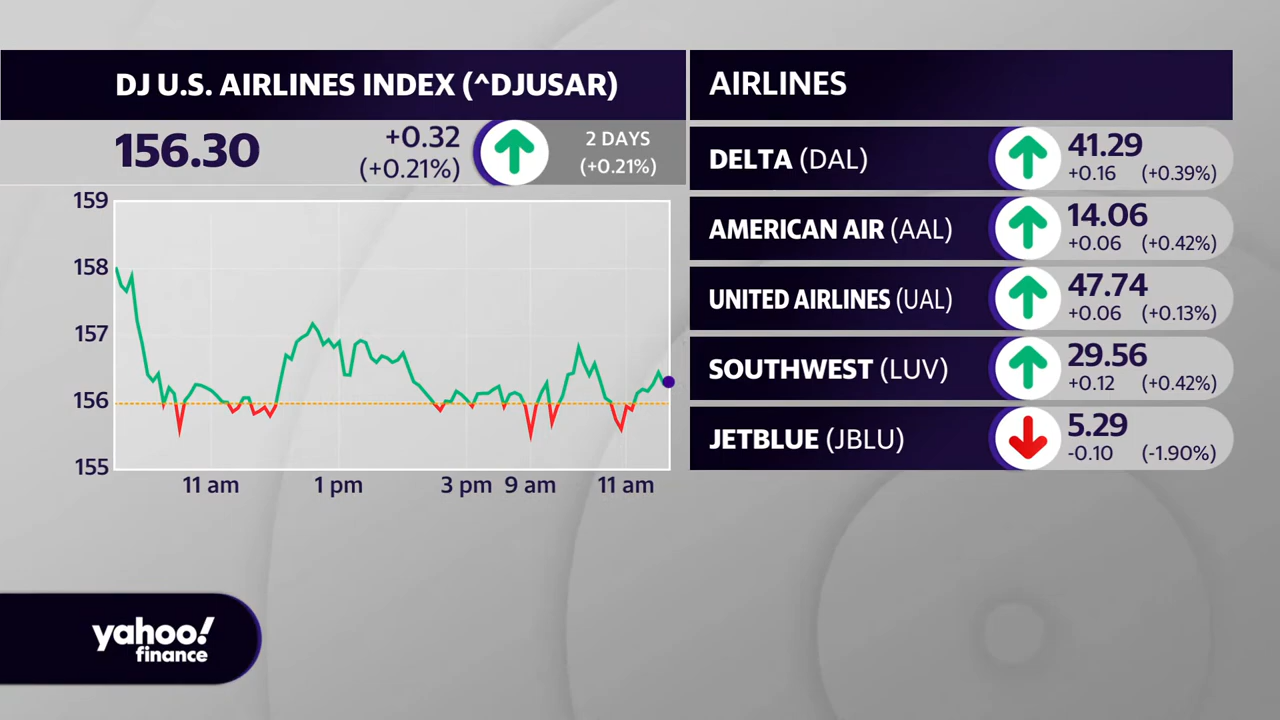 DJ U.S. AIRLINES INDEX (^DJUSAR)
156.30
+0.32
(+0.21%)
2 DAYS
(+0.21%)
159
158
157
156
155
11 am 1 pm 3 pm 9 am 11 am
AIRLINES
DELTA (DAL)
41.29
+0.16 (+0.39%)
AMERICAN AIR (AAL)
14.06
+0.06 (+0.42%)
UNITED AIRLINES (UAL)
47.74
+0.06 (+0.13%)
SOUTHWEST (LUV)
29.56
+0.12 (+0.42%)
JETBLUE (JBLU)
5.29
-0.10 (-1.90%)
yahoo!
finance